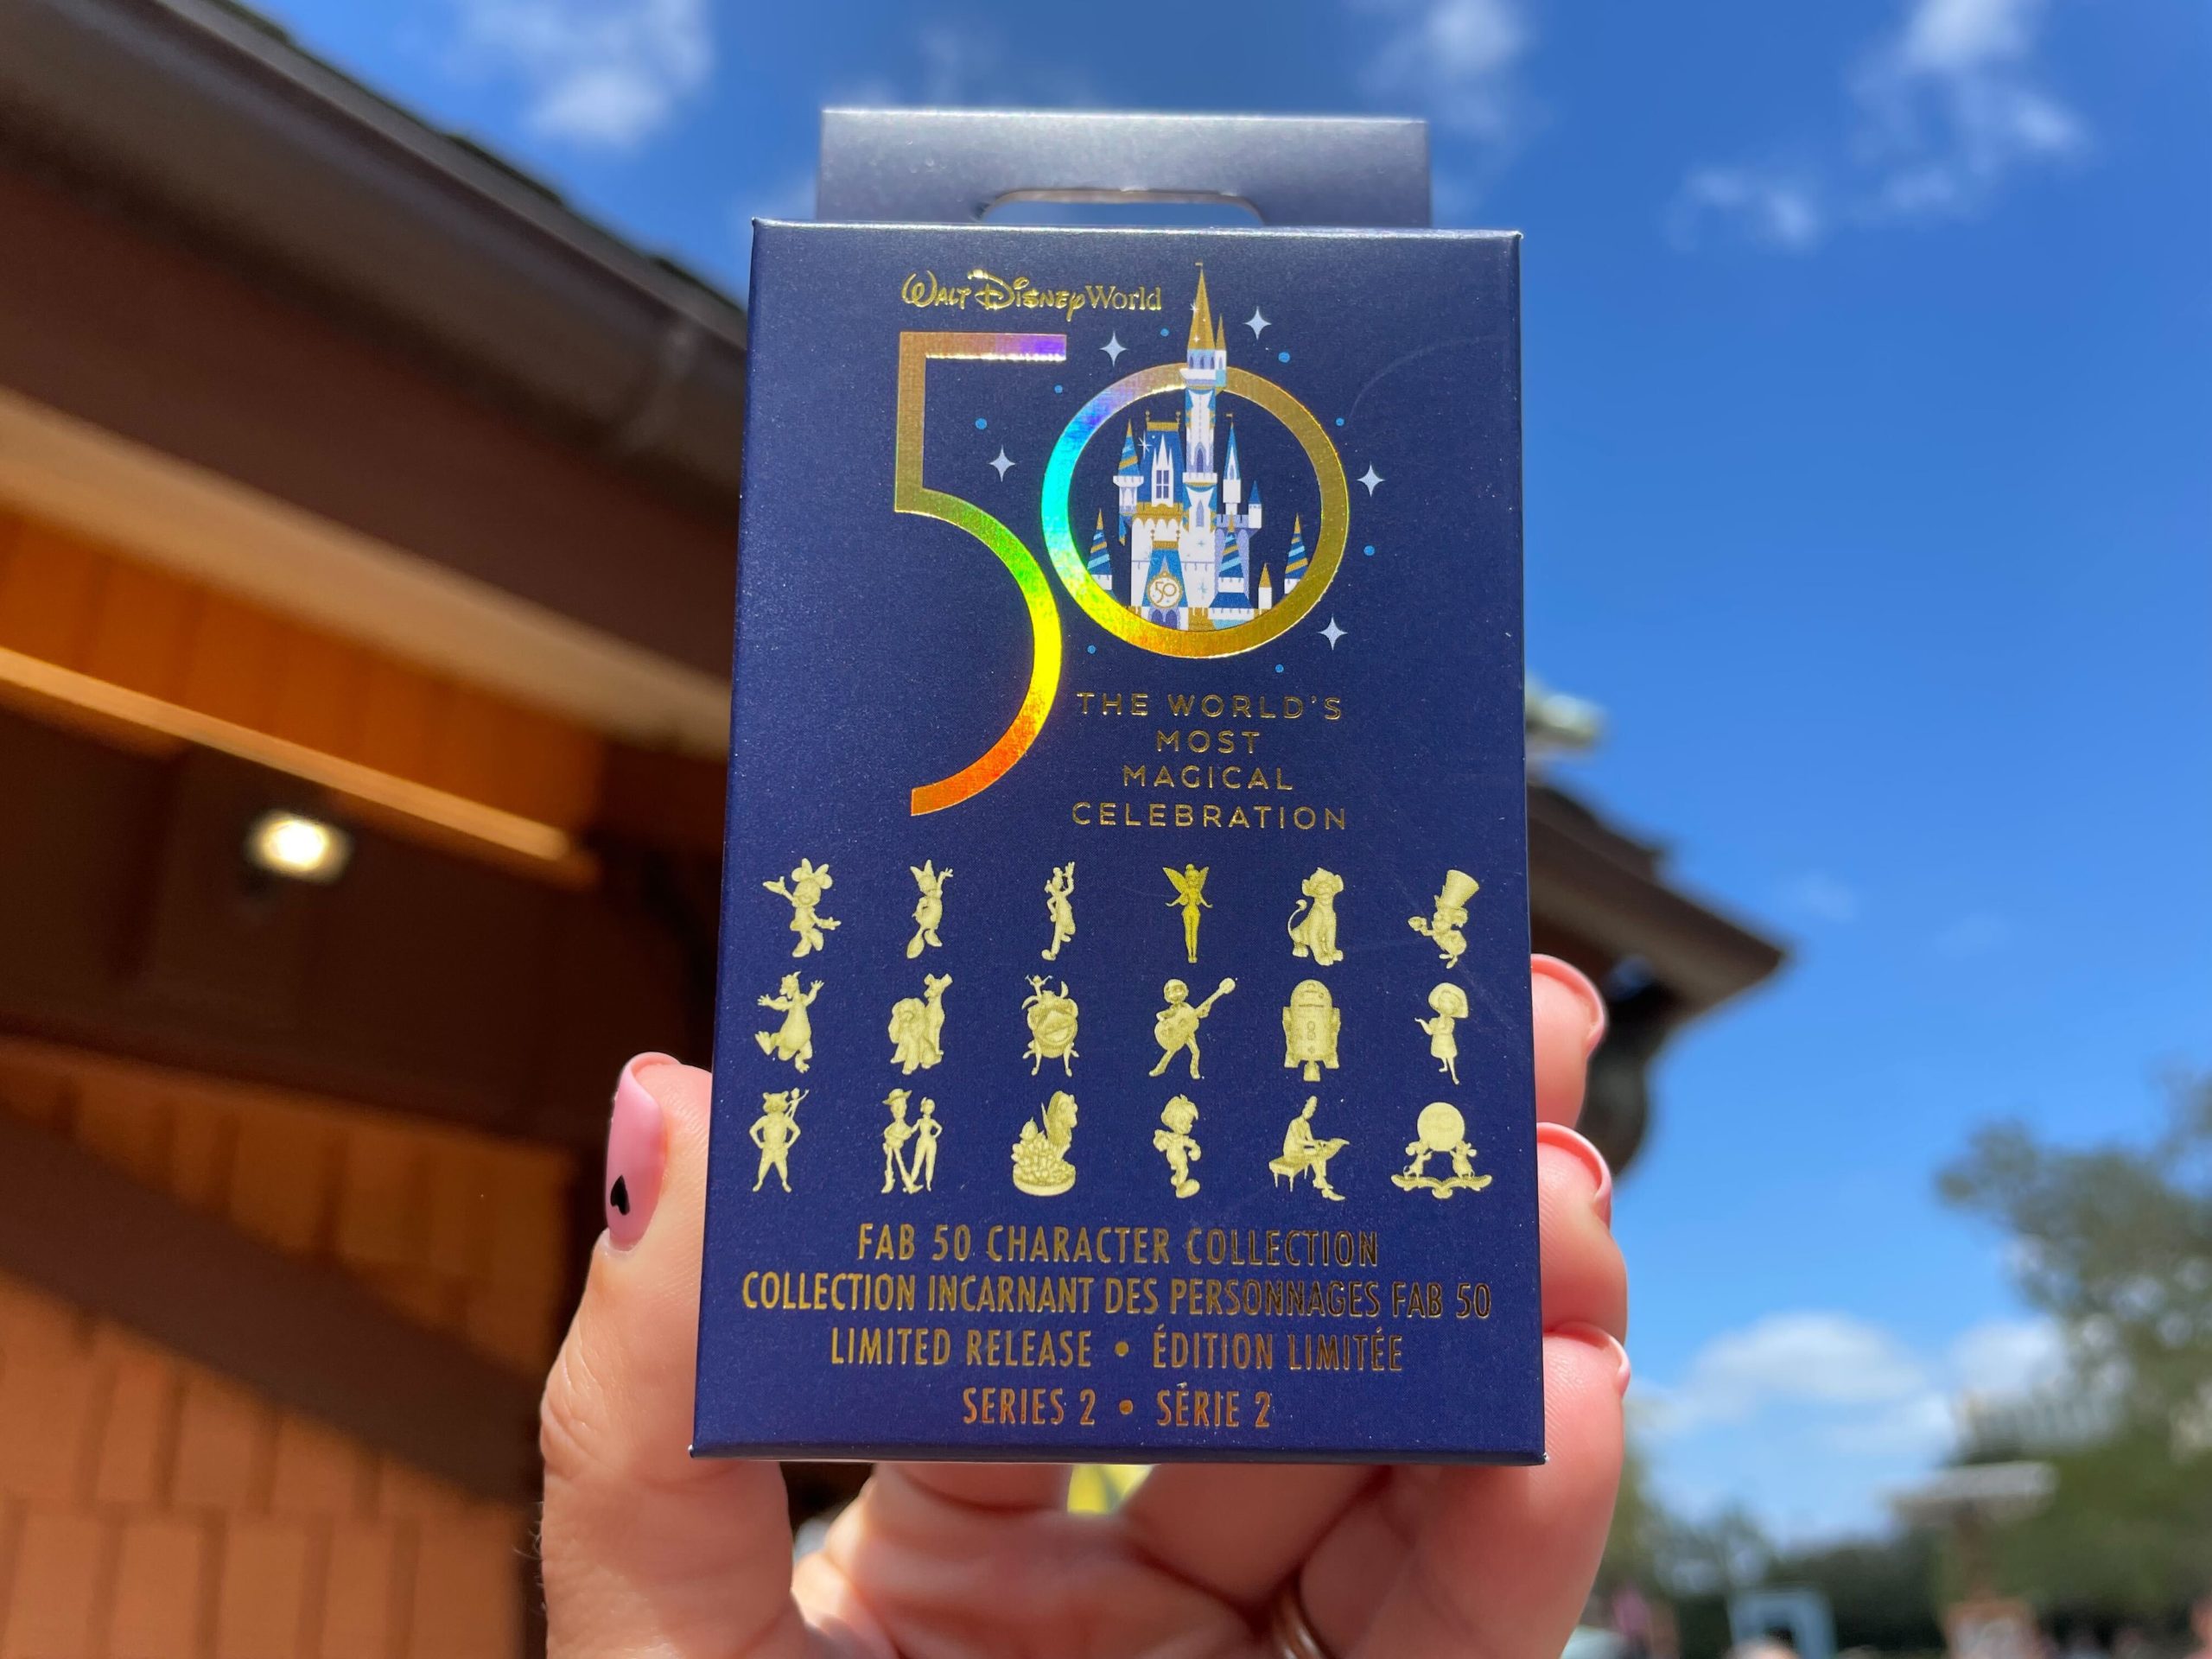 WALT DISNEY World
50
50
THE WORLD'S
MOST
MAGICAL
CELEBRATION
FAB 50 CHARACTER COLLECTION
COLLECTION INCARNANT DES PERSONNAGES FAB 50
LIMITED RELEASE • ÉDITION LIMITÉE
SERIES 2 • SÉRIE 2